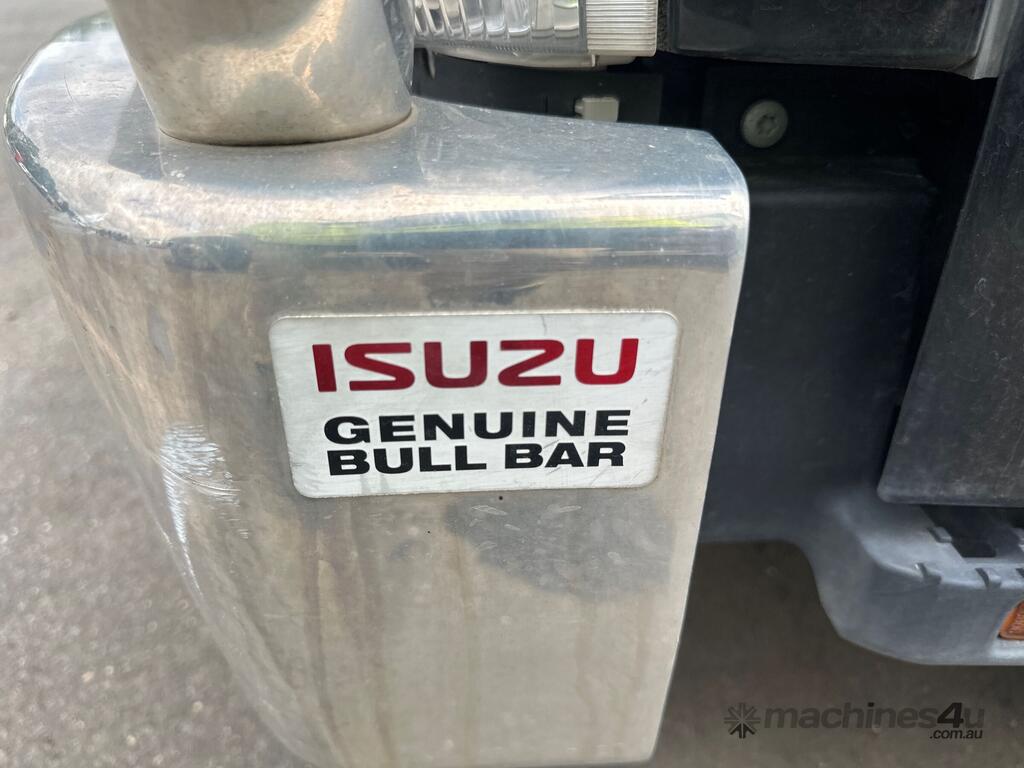 ISUZU
GENUINE
BULL BAR
machines4u
.com.au